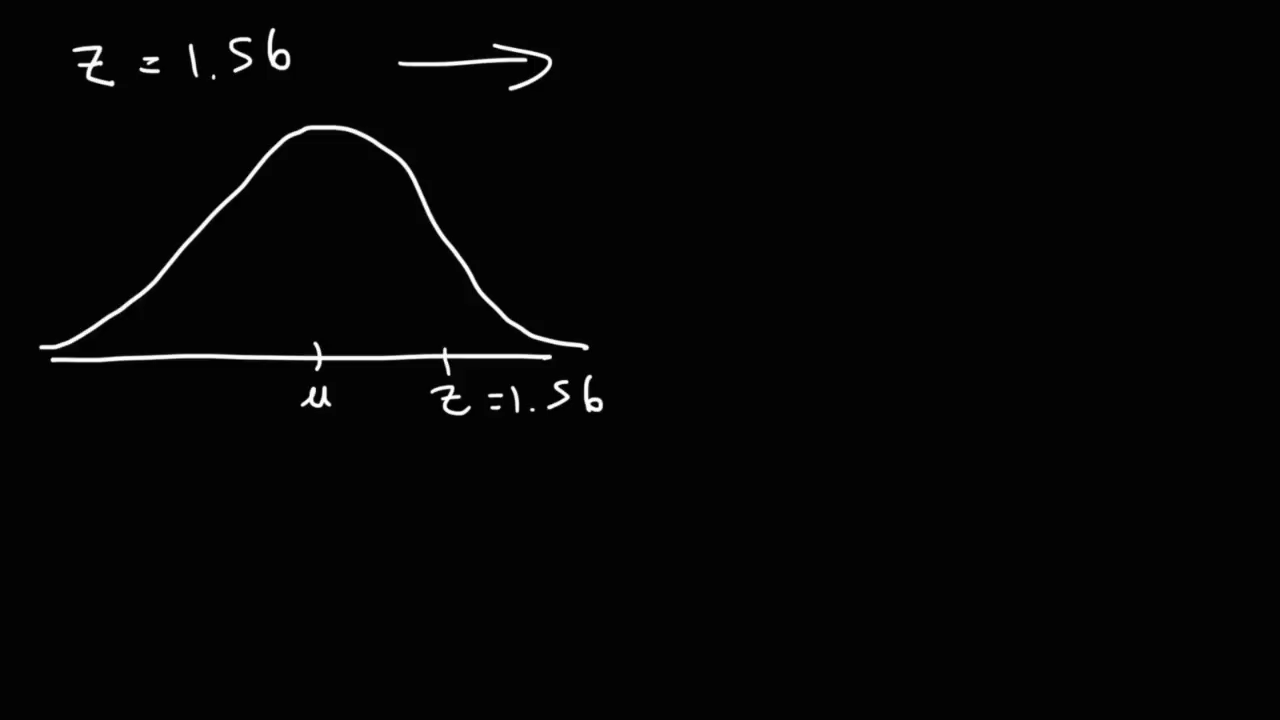 z = 1.56 →
μ z = 1.56